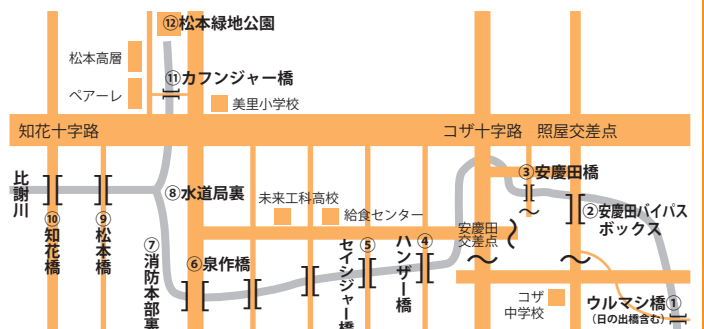 ⑫松本緑地公園
松本高層
⑪カフンジャー橋
ペアーレ
美里小学校
知花十字路
コザ十字路
照屋交差点
比謝川
⑩知花橋
⑨松本橋
⑧水道局裏
⑦消防本部裏
⑥泉作橋
未来工科高校
給食センター
セイシジャー橋⑤
ハンザー橋④
③安慶田橋
安慶田
交差点
②安慶田バイパス
ボックス
コザ
中学校
ウルマシ橋①
(日の出橋含む)